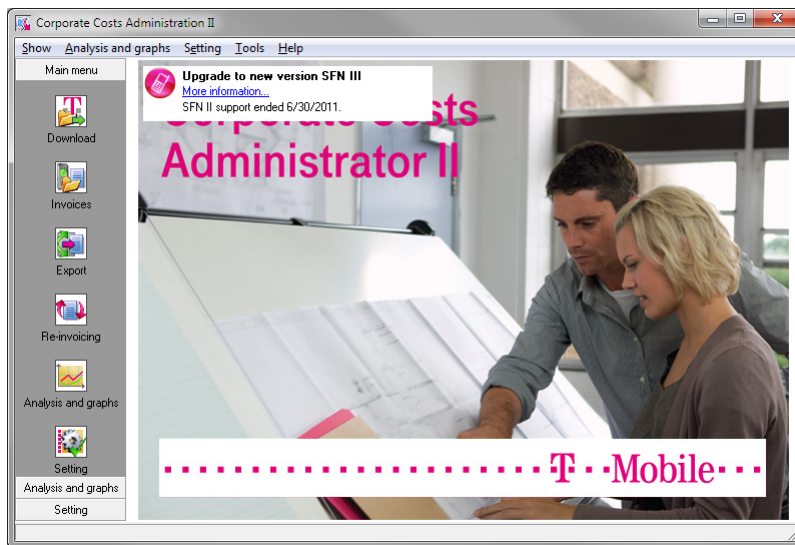 Corporate Costs Administration II
Show Analysis and graphs Setting Tools Help
Main menu
Download
Invoices
Export
Re-invoicing
Analysis and graphs
Setting
Analysis and graphs
Setting
Upgrade to new version SFN III
More information...
SFN II support ended 6/30/2011.
Corporate Costs
Administrator II
T Mobile